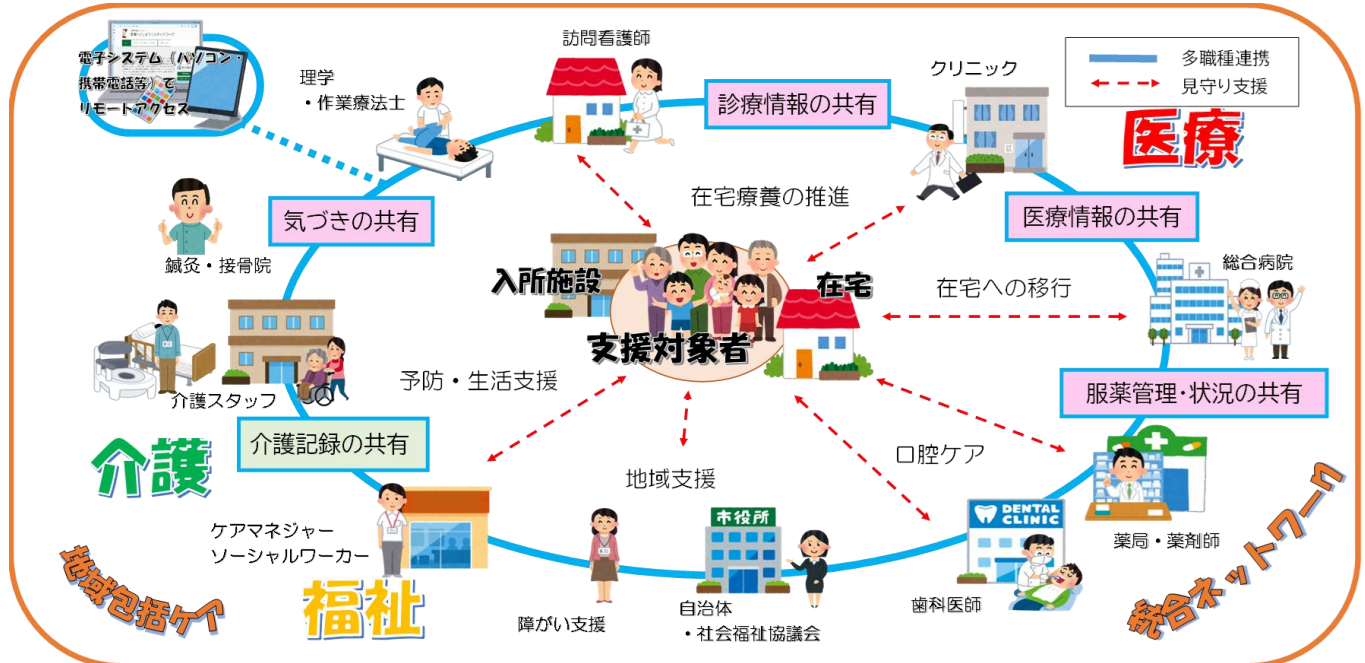 電子システム（パソコン・
携帯電話等）で
リモートアクセス
理学
・作業療法士
訪問看護師
診療情報の共有
クリニック
多職種連携
見守り支援
医療
気づきの共有
在宅療養の推進
医療情報の共有
鍼灸・接骨院
入所施設
在宅
支援対象者
在宅への移行
総合病院
介護スタッフ
予防・生活支援
服薬管理・状況の共有
介護記録の共有
介護
地域支援
口腔ケア
ケアマネジャー
ソーシャルワーカー
福祉
障がい支援
市役所
自治体
・社会福祉協議会
DENTAL
CLINIC
歯科医師
薬局・薬剤師
地域包括ケア
統合ネットワーク